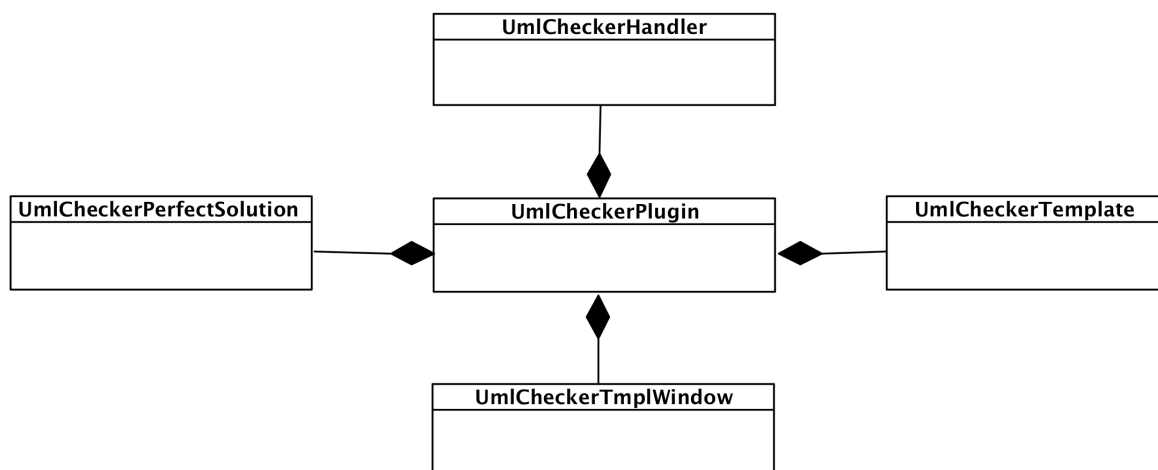 UmlCheckerHandler
UmlCheckerPerfectSolution
UmlCheckerPlugin
UmlCheckerTemplate
UmlCheckerTmplWindow